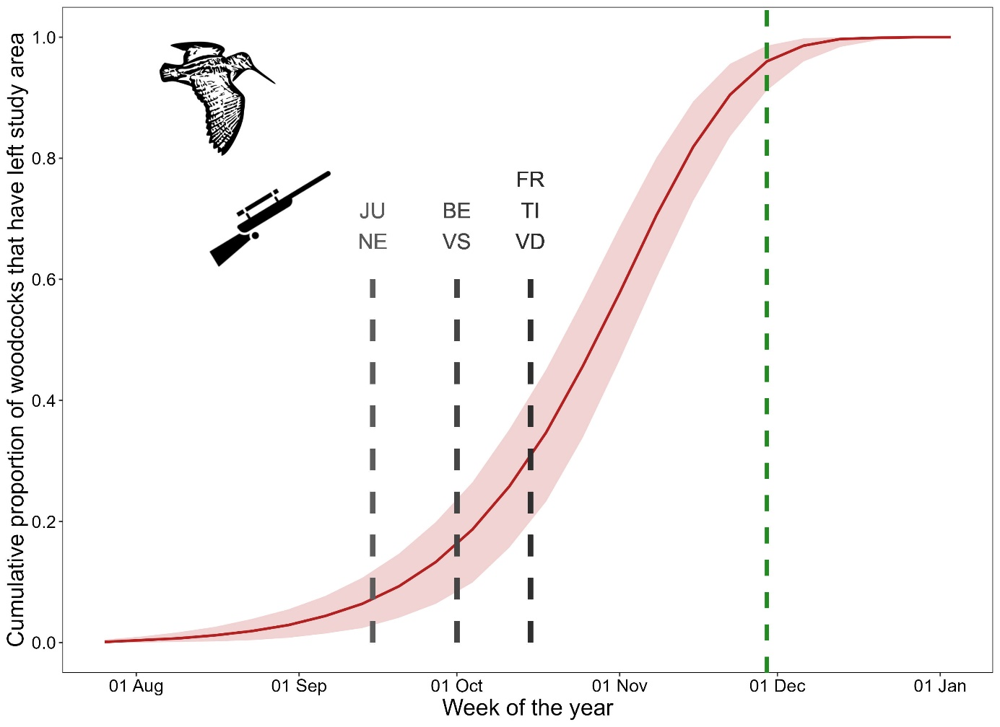 Cumulative proportion of woodcocks that have left study area
1.0
0.8
0.6
0.4
0.2
0.0
JU
NE
BE
VS
FR
TI
VD
01 Aug
01 Sep
01 Oct
01 Nov
01 Dec
01 Jan
Week of the year